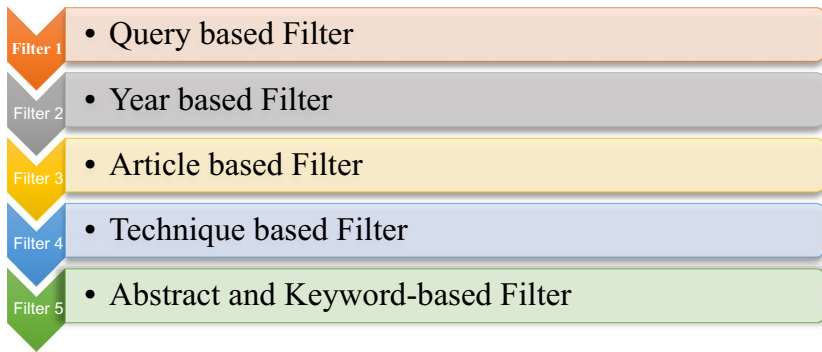 Filter 1
• Query based Filter
Filter 2
• Year based Filter
Filter 3
• Article based Filter
Filter 4
• Technique based Filter
Filter 5
• Abstract and Keyword-based Filter